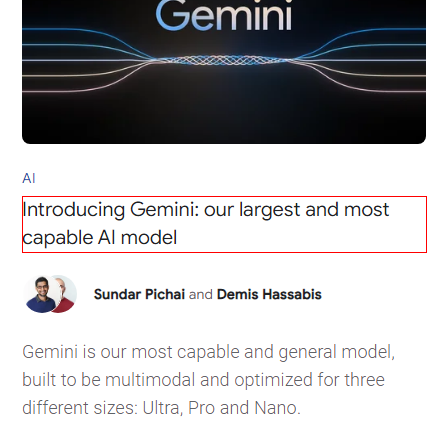 Gemini
AI
Introducing Gemini: our largest and most
capable AI model
Sundar Pichai and Demis Hassabis
Gemini is our most capable and general model,
built to be multimodal and optimized for three
different sizes: Ultra, Pro and Nano.